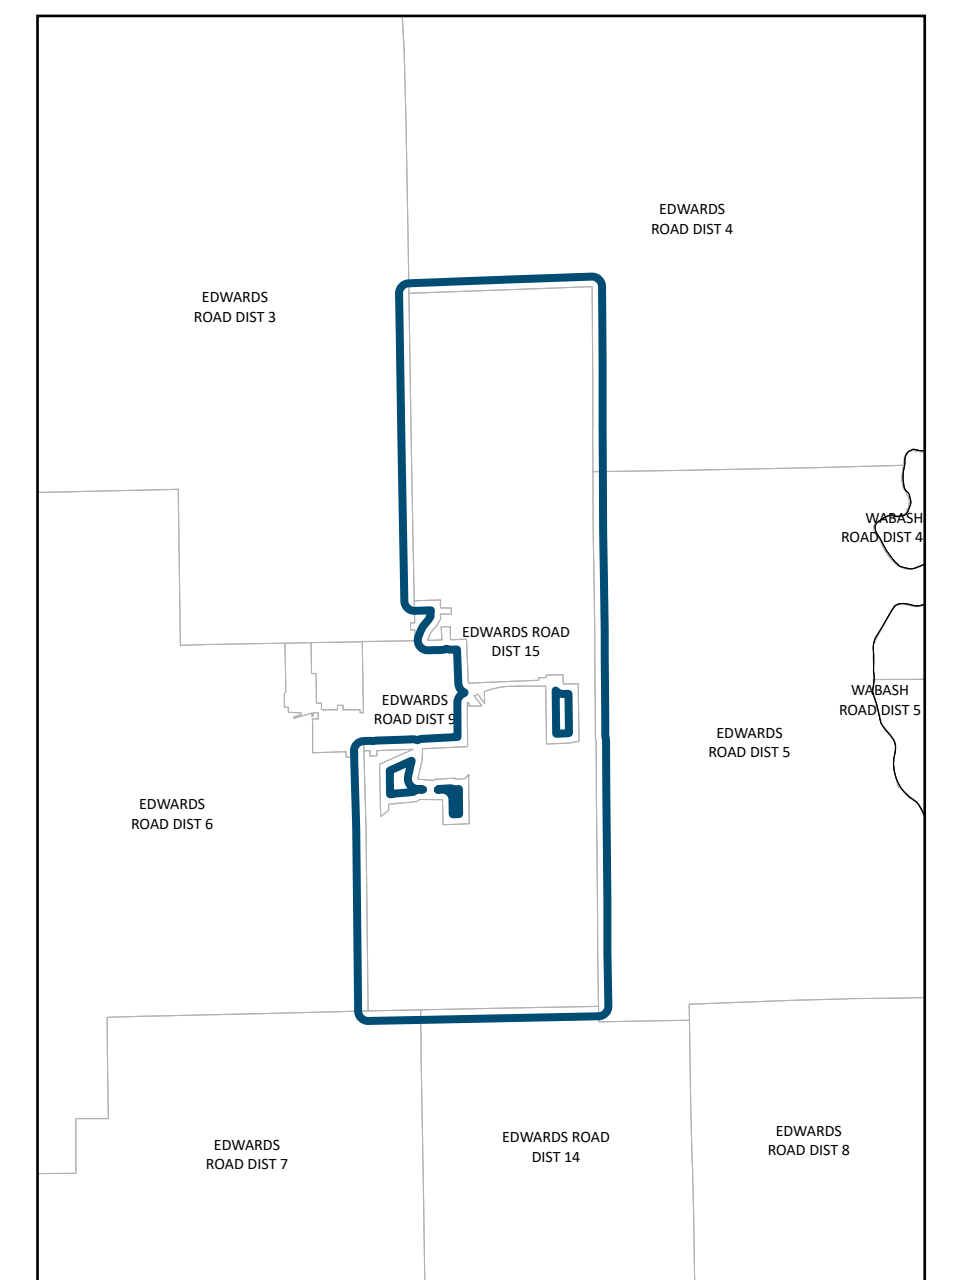 EDWARDS
ROAD DIST 4
EDWARDS
ROAD DIST 3
WABASH
ROAD DIST 4
EDWARDS ROAD
DIST 15
EDWARDS
ROAD DIST 9
WABASH
ROAD DIST 5
EDWARDS
ROAD DIST 5
EDWARDS
ROAD DIST 6
EDWARDS
ROAD DIST 7
EDWARDS ROAD
DIST 14
EDWARDS
ROAD DIST 8